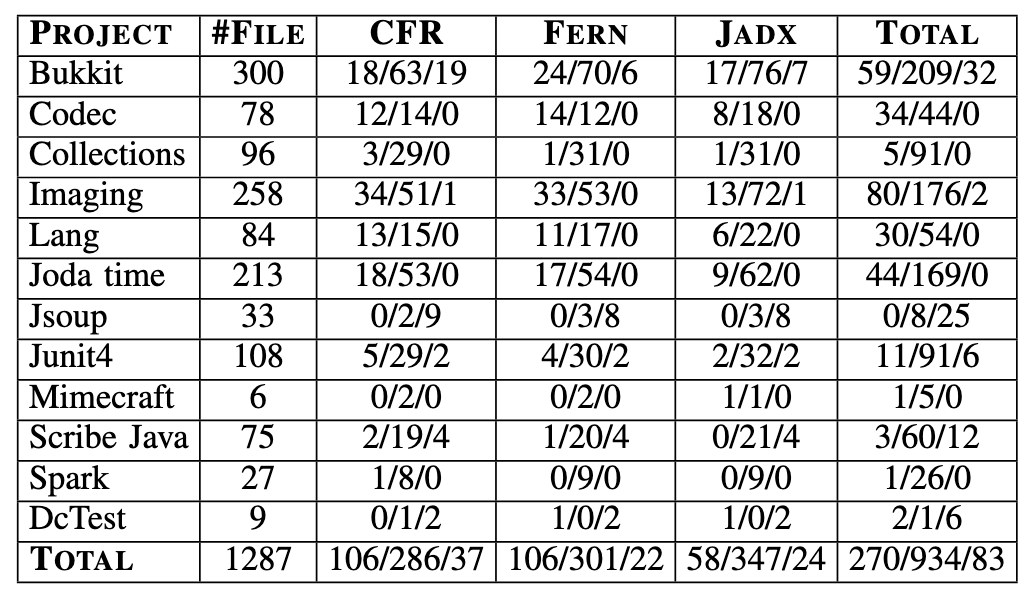 PROJECT #FILE CFR FERN JADX TOTAL
Bukkit 300 18/63/19 24/70/6 17/76/7 59/209/32
Codec 78 12/14/0 14/12/0 8/18/0 34/44/0
Collections 96 3/29/0 1/31/0 1/31/0 5/91/0
Imaging 258 34/51/1 33/53/0 13/72/1 80/176/2
Lang 84 13/15/0 11/17/0 6/22/0 30/54/0
Joda time 213 18/53/0 17/54/0 9/62/0 44/169/0
Jsoup 33 0/2/9 0/3/8 0/3/8 0/8/25
Junit4 108 5/29/2 4/30/2 2/32/2 11/91/6
Mimecraft 6 0/2/0 0/2/0 1/1/0 1/5/0
Scribe Java 75 2/19/4 1/20/4 0/21/4 3/60/12
Spark 27 1/8/0 0/9/0 0/9/0 1/26/0
DcTest 9 0/1/2 1/0/2 1/0/2 2/1/6
TOTAL 1287 106/286/37 106/301/22 58/347/24 270/934/83